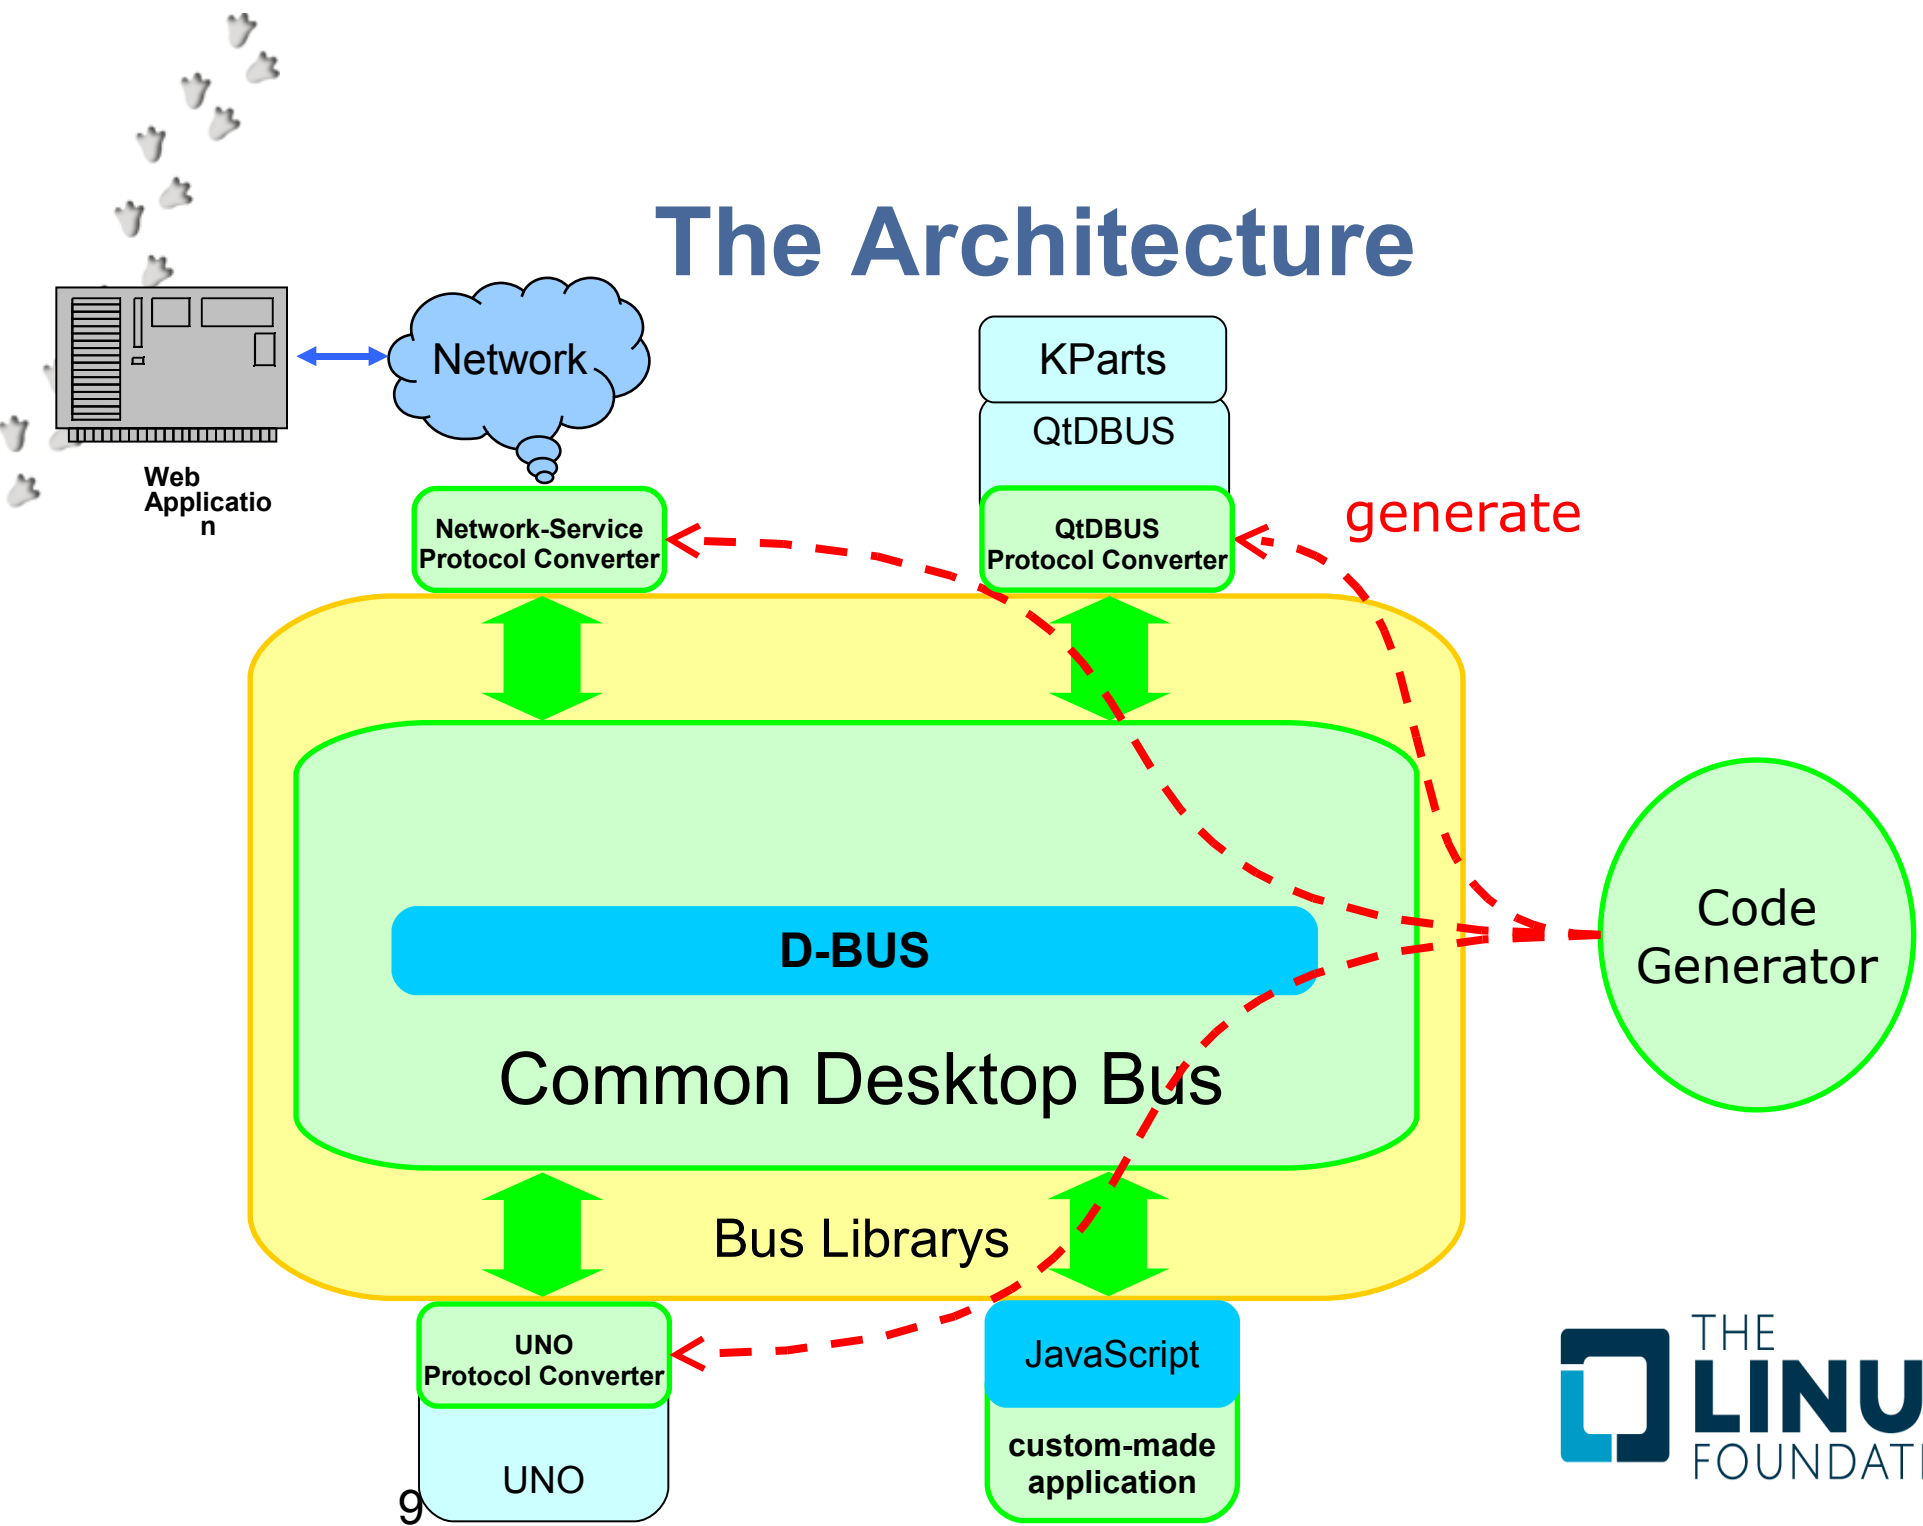 The Architecture
Network
KParts
QtDBUS
Web
Applicatio
n
Network-Service
Protocol Converter
QtDBUS
Protocol Converter
generate
D-BUS
Code
Generator
Common Desktop Bus
Bus Librarys
UNO
Protocol Converter
JavaScript
UNO
custom-made
application
9
THE
LINU
FOUNDATI